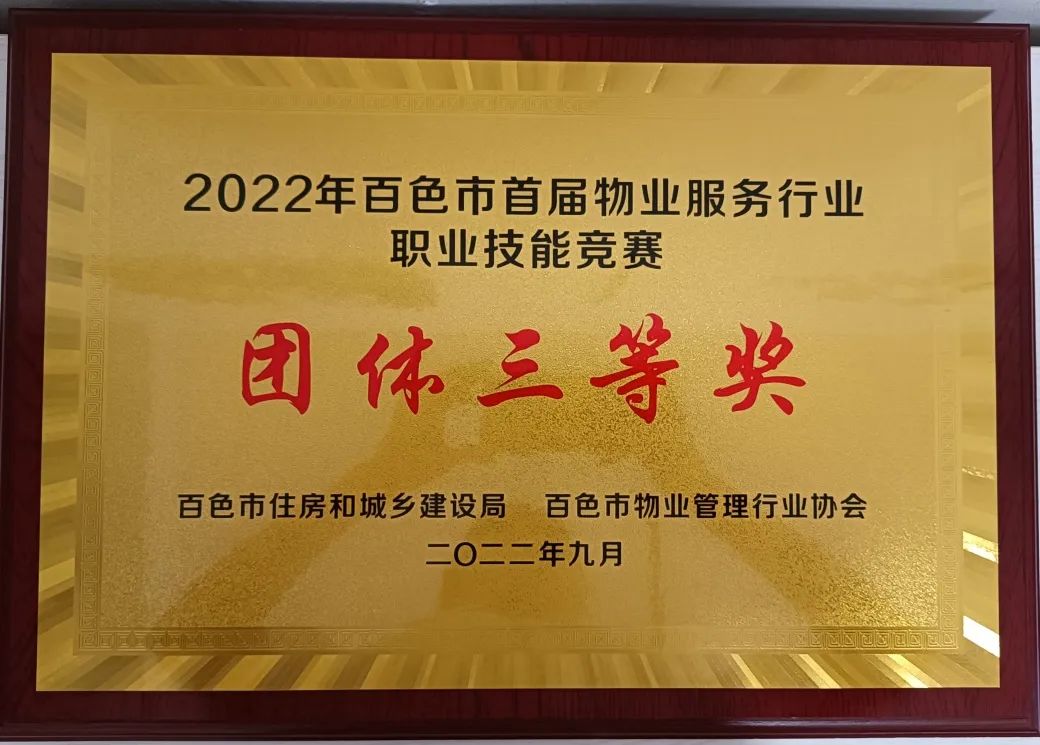 2022年百色市首届物业服务行业
职业技能竞赛
团体三等奖
百色市住房和城乡建设局 百色市物业管理行业协会
二〇二二年九月